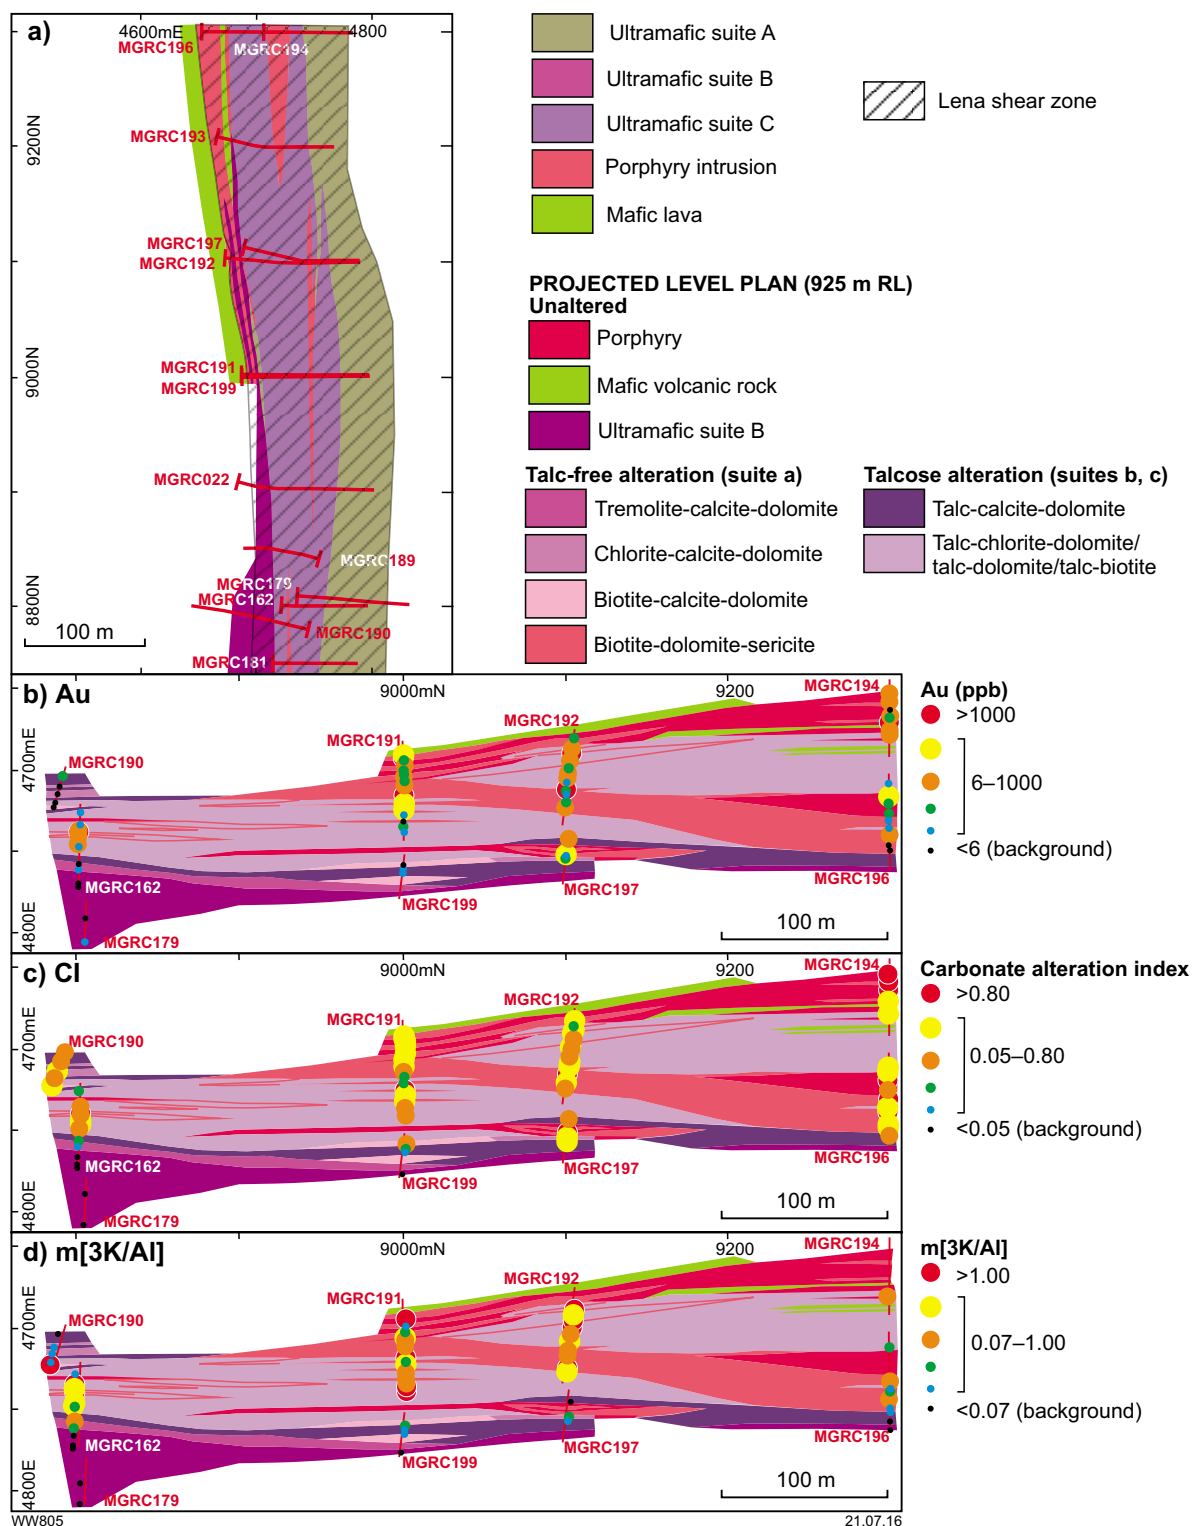 a)
4600mE
4800
MGRC196
MGRC194
MGRC193
9200N
MGRC197
MGRC192
MGRC191
MGRC199
9000N
MGRC022
MGRC189
MGRC179
MGRC162
8800N
MGRC190
MGRC181
100 m
Ultramafic suite A
Ultramafic suite B
Ultramafic suite C
Porphyry intrusion
Mafic lava
Lena shear zone
PROJECTED LEVEL PLAN (925 m RL)
Unaltered
Porphyry
Mafic volcanic rock
Ultramafic suite B
Talc-free alteration (suite a)
Tremolite-calcite-dolomite
Chlorite-calcite-dolomite
Biotite-calcite-dolomite
Biotite-dolomite-sericite
Talcose alteration (suites b, c)
Talc-calcite-dolomite
Talc-chlorite-dolomite/
talc-dolomite/talc-biotite
b) Au
9000mN
9200
MGRC194
MGRC192
MGRC191
MGRC190
4700mE
MGRC162
MGRC197
MGRC196
MGRC199
4800E
MGRC179
100 m
Au (ppb)
>1000
6–1000
<6 (background)
c) CI
9000mN
9200
MGRC194
MGRC192
MGRC191
MGRC190
4700mE
MGRC162
MGRC197
MGRC196
MGRC199
4800E
MGRC179
100 m
Carbonate alteration index
>0.80
0.05–0.80
<0.05 (background)
d) m[3K/Al]
9000mN
9200
MGRC194
MGRC192
MGRC191
MGRC190
4700mE
MGRC162
MGRC197
MGRC196
MGRC199
4800E
MGRC179
100 m
m[3K/Al]
>1.00
0.07–1.00
<0.07 (background)
WW805
21.07.16